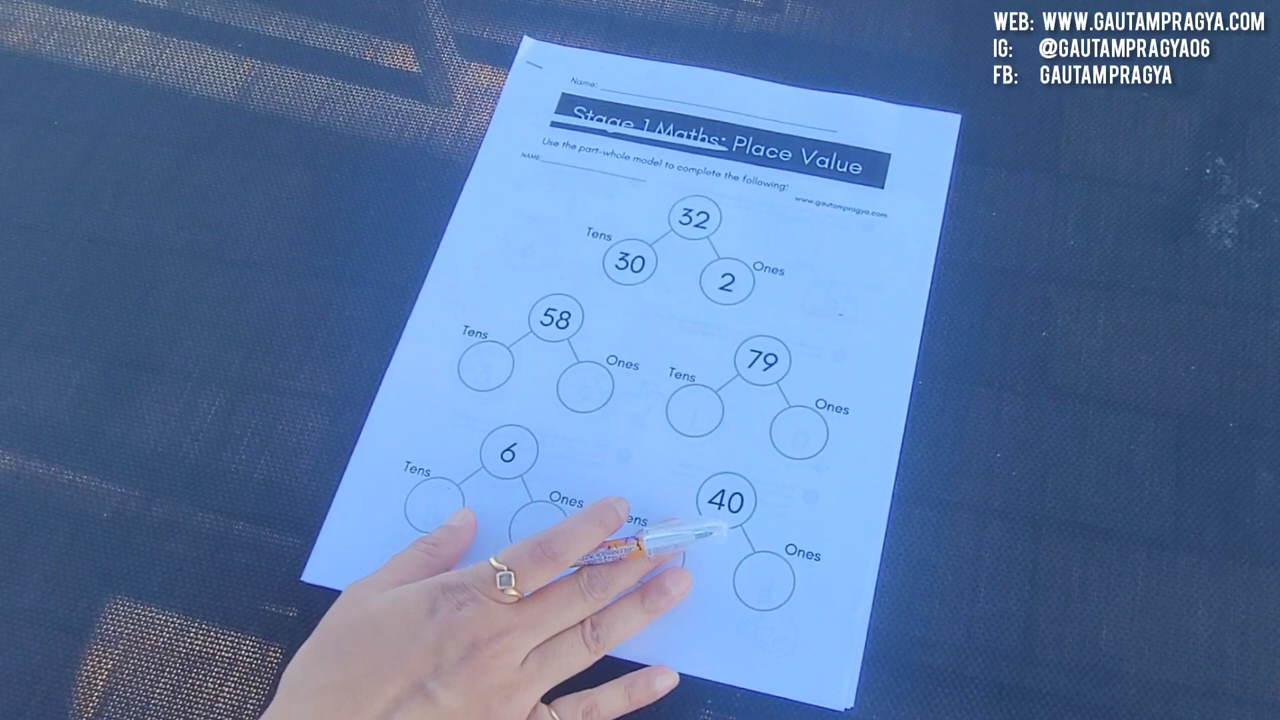 WEB: WWW.GAUTAMPRAGYA.COM
IG: @GAUTAMPRAGYA06
FB: GAUTAMPRAGYA
Name:
Stage 1 Maths: Place Value
Use the part-whole model to complete the following:
NAME
www.gautampragya.com
32
Tens
30
2
Ones
58
Tens
Ones
79
Tens
Ones
6
Tens
Ones
40
Ones